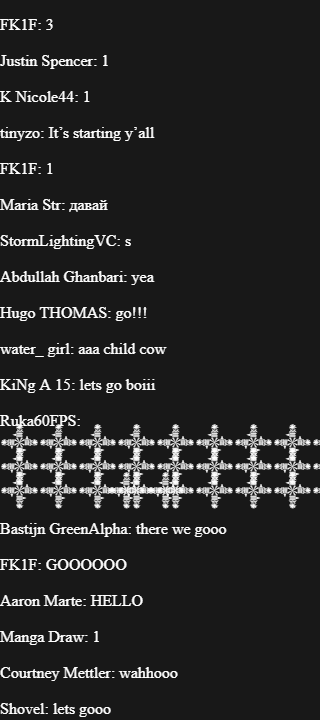 FK1F: 3
Justin Spencer: 1
K Nicole44: 1
tinyzo: It’s starting y’all
FK1F: 1
Maria Str: давай
StormLightingVC: s
Abdullah Ghanbari: yea
Hugo THOMAS: go!!!
water_ girl: aaa child cow
KiNg A 15: lets go boiii
Ruka60FPS:
Bastijn GreenAlpha: there we gooo
FK1F: GOOOOOO
Aaron Marte: HELLO
Manga Draw: 1
Courtney Mettler: wahhooo
Shovel: lets gooo